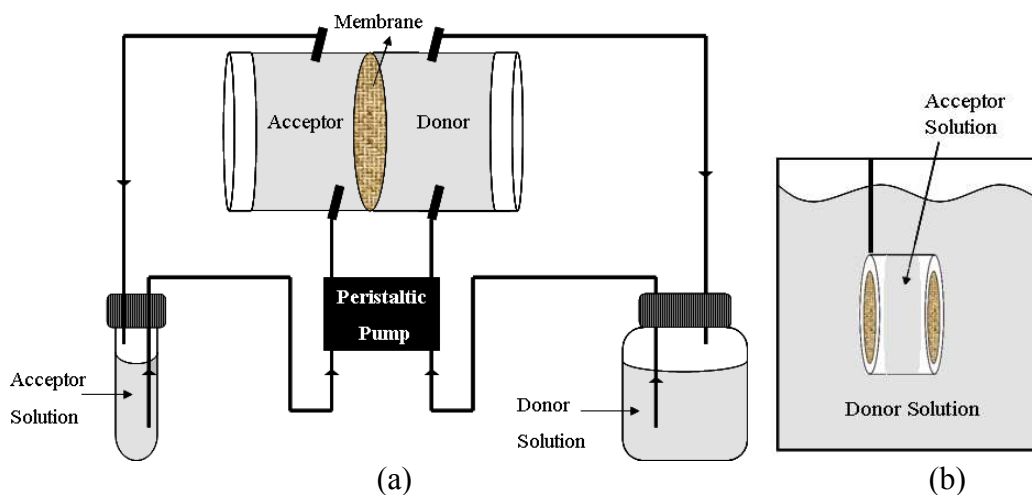 Membrane
Acceptor
Donor
Peristaltic
Pump
Acceptor
Solution
Donor
Solution
(a)
Acceptor
Solution
Donor Solution
(b)